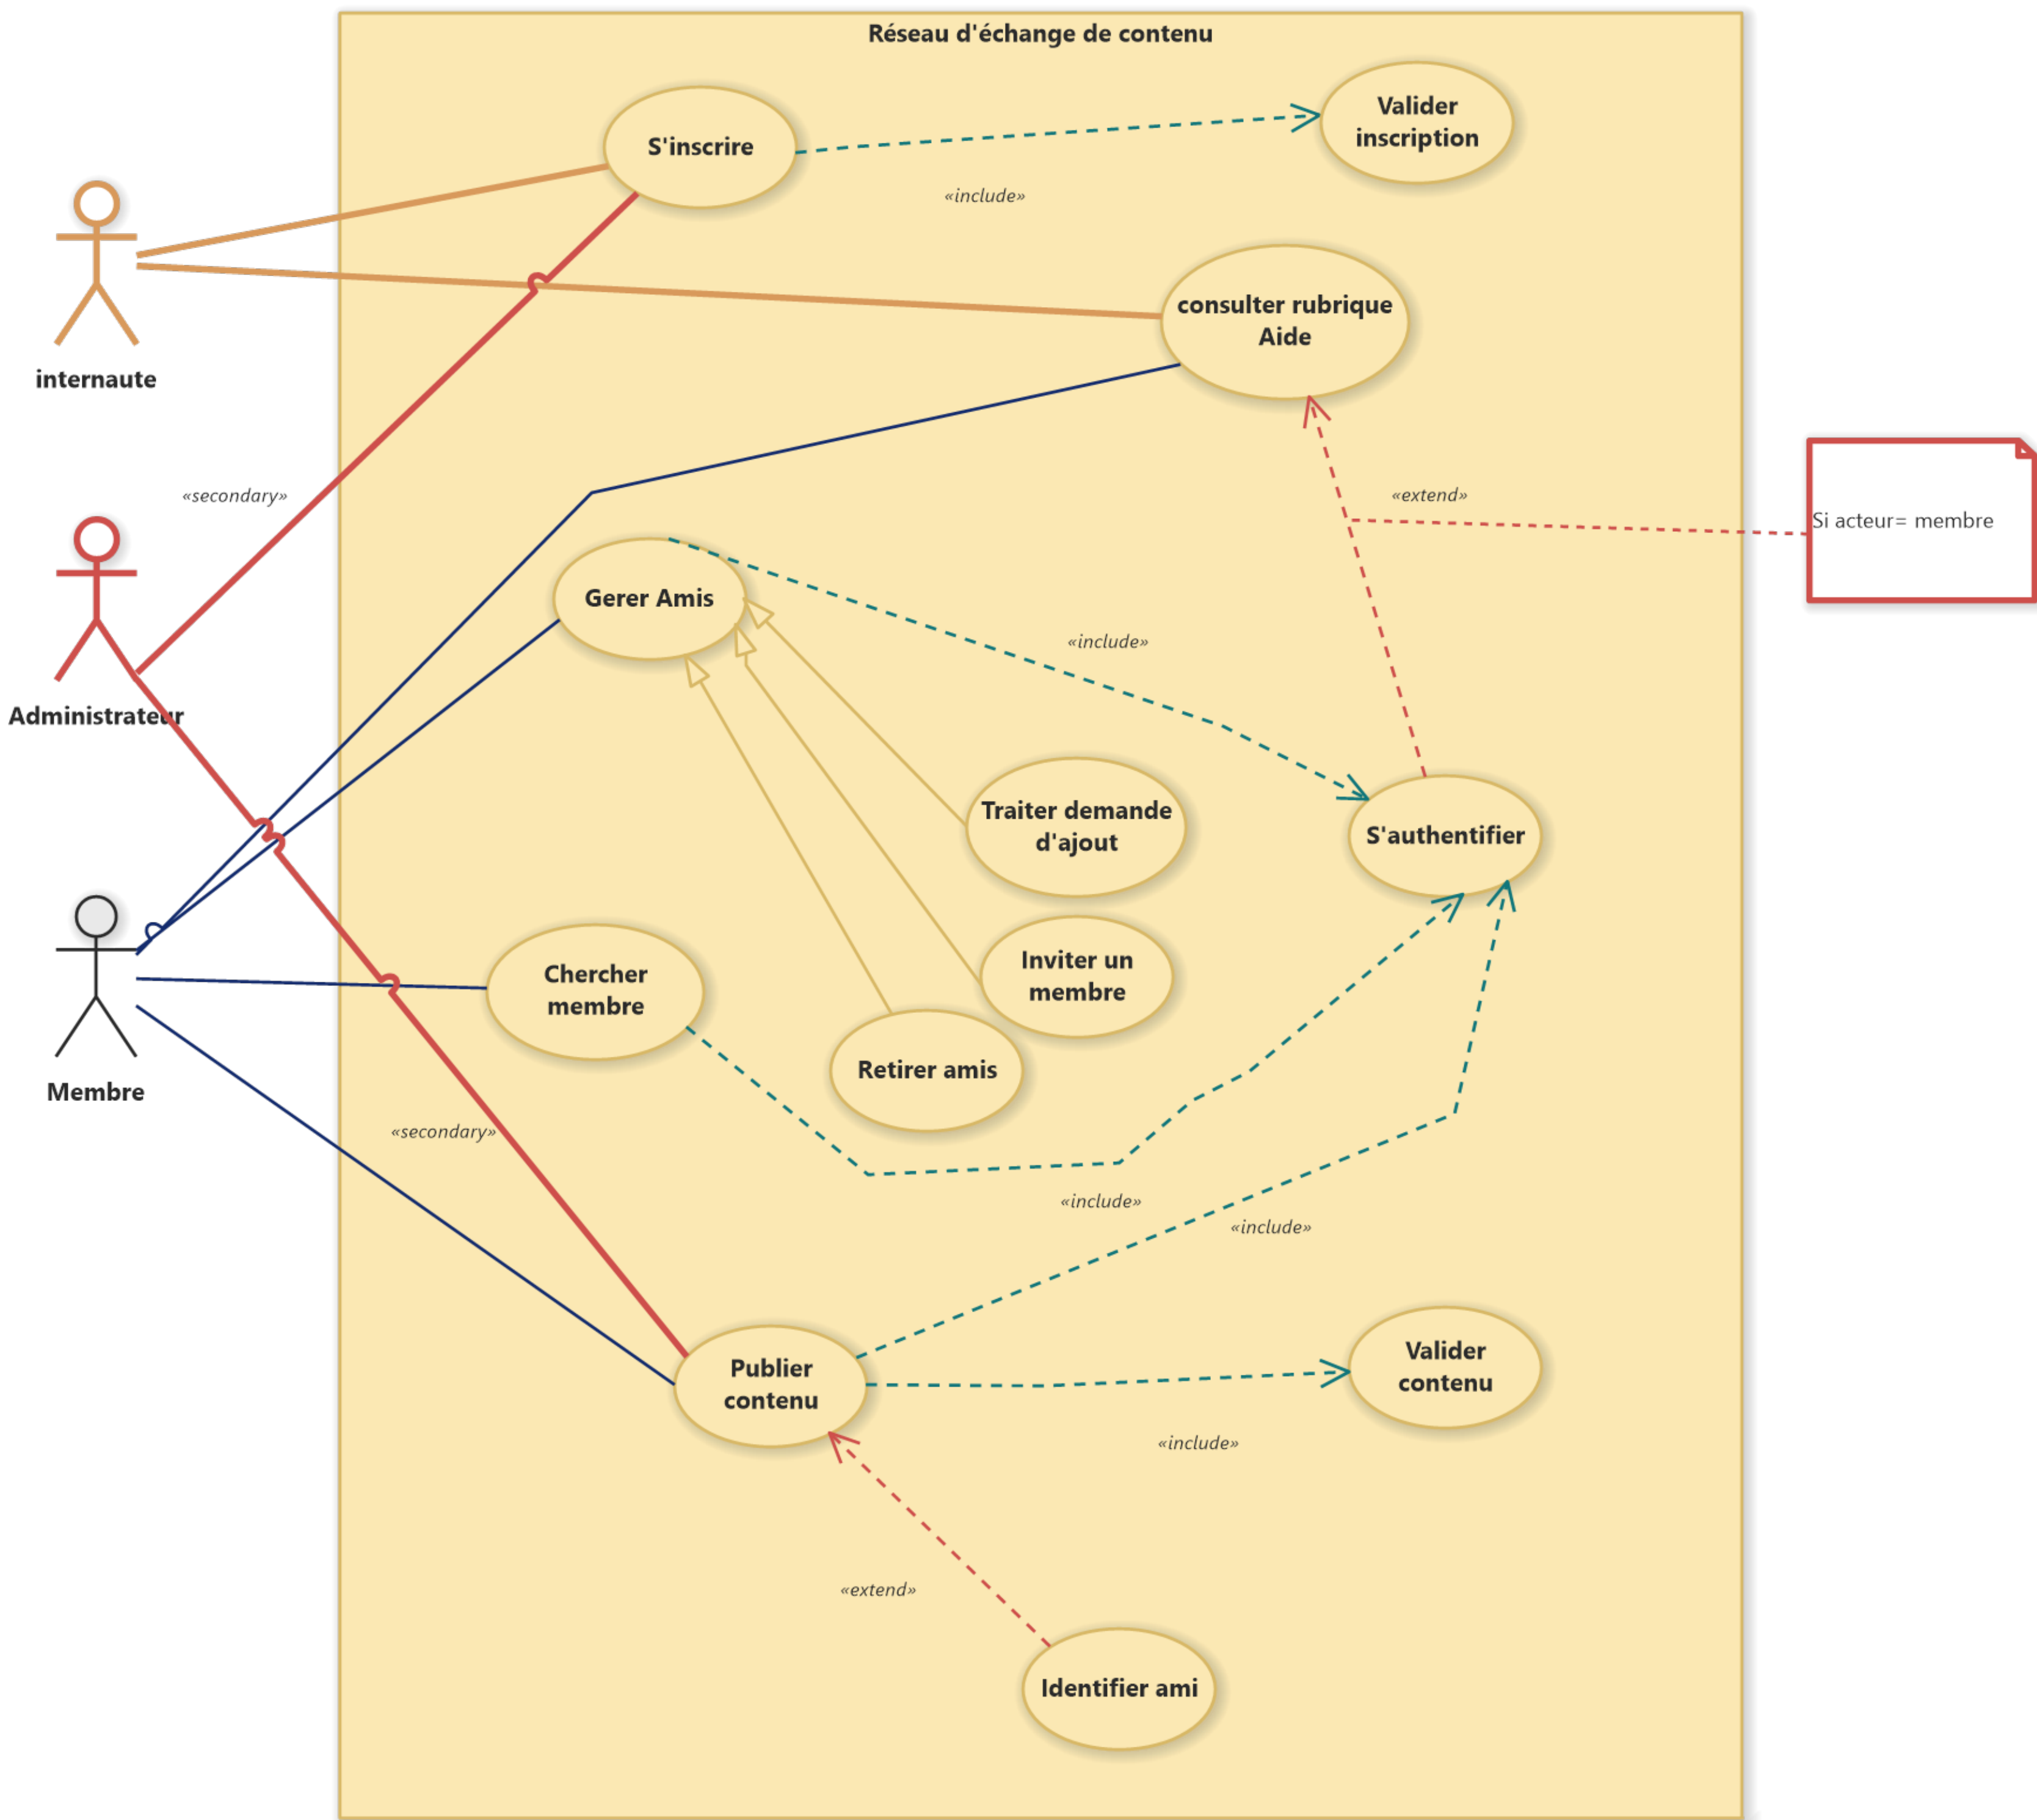 Réseau d'échange de contenu
Valider
inscription
S'inscrire
«include»
consulter rubrique
Aide
internaute
«secondary»
«extend»
Si acteur= membre
Gerer Amis
«include»
Administrateur
Traiter demande
d'ajout
S'authentifier
Inviter un
membre
Chercher
membre
Retirer amis
Membre
«secondary»
«include»
«include»
Valider
contenu
Publier
contenu
«include»
«extend»
Identifier ami